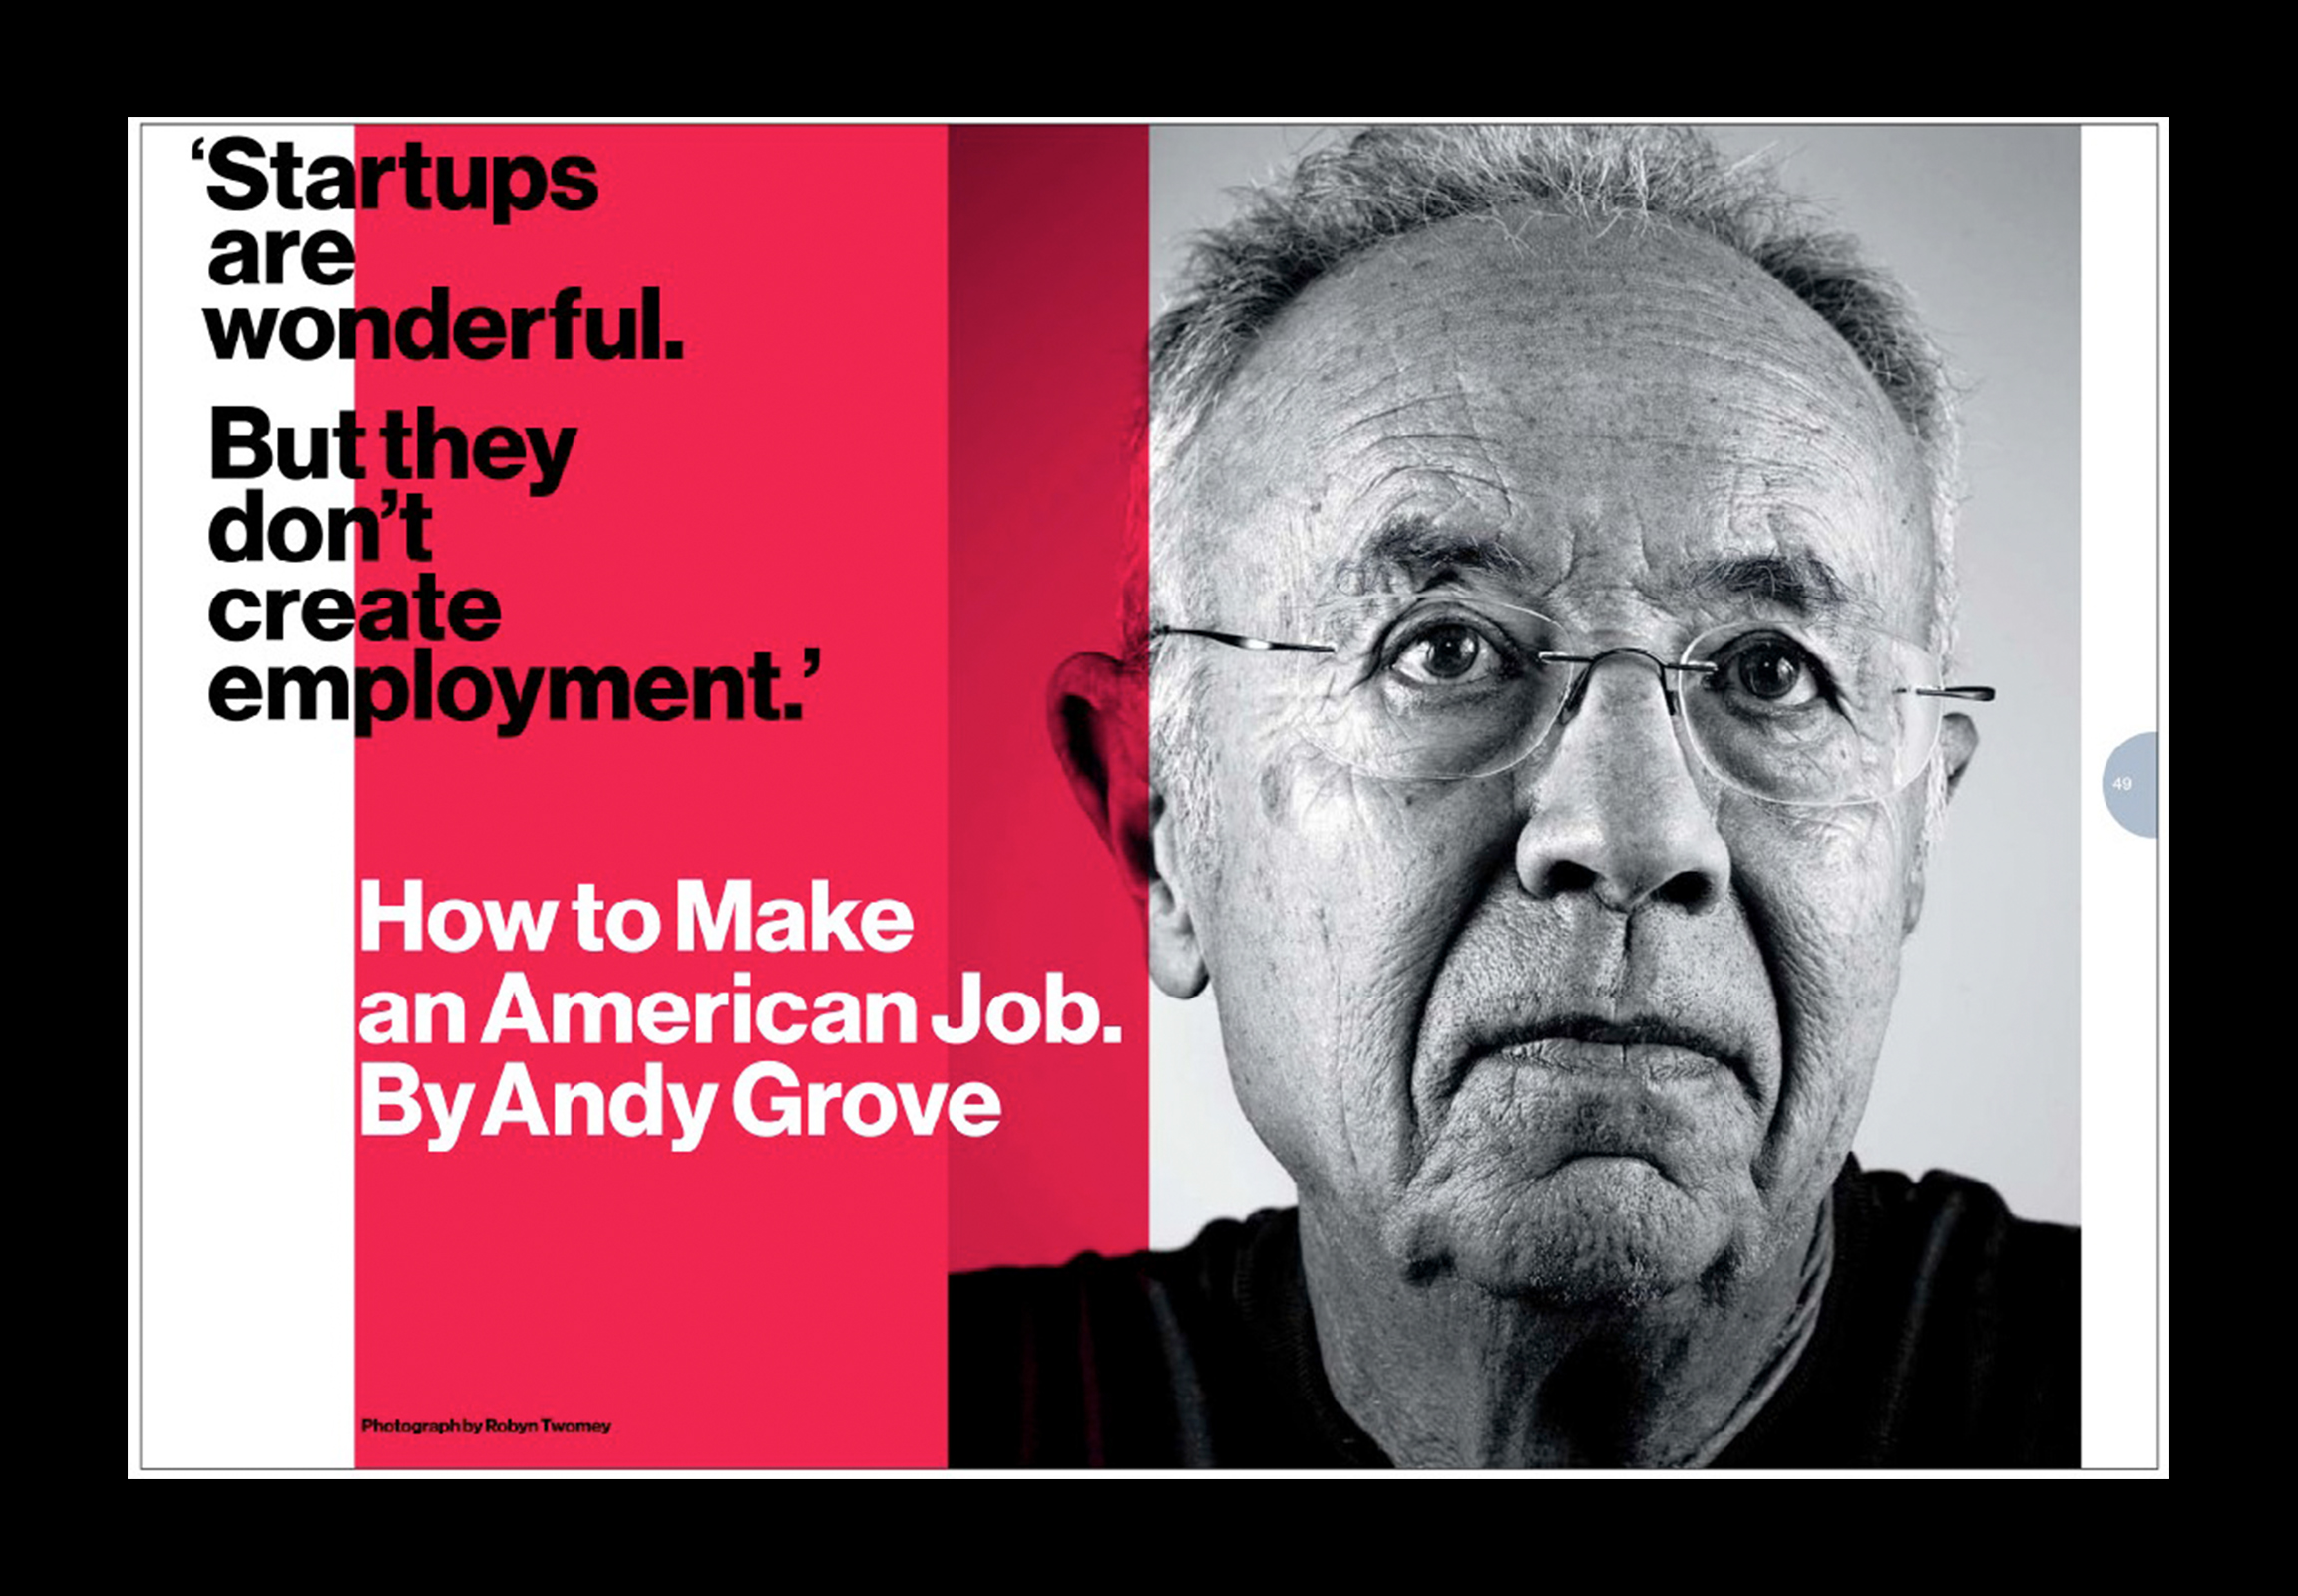 ‘Startups
are
wonderful.
But they
don’t
create
employment.’
How to Make
an American Job.
By Andy Grove
Photograph by Robyn Twomey
49